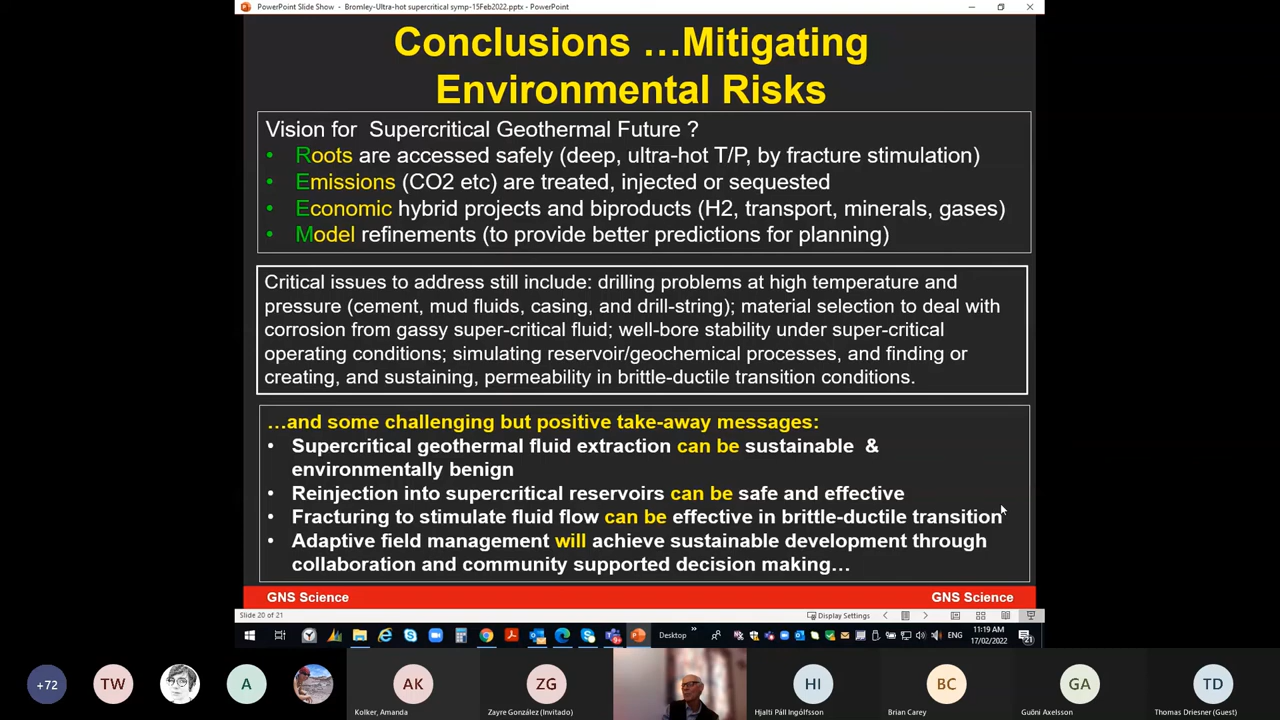 PowerPoint Slide Show - Bromley-Ultra-hot supercritical symp-15Feb2022.pptx - PowerPoint
Conclusions …Mitigating
Environmental Risks
Vision for Supercritical Geothermal Future ?
• Roots are accessed safely (deep, ultra-hot T/P, by fracture stimulation)
• Emissions (CO2 etc) are treated, injected or sequested
• Economic hybrid projects and biproducts (H2, transport, minerals, gases)
• Model refinements (to provide better predictions for planning)
Critical issues to address still include: drilling problems at high temperature and
pressure (cement, mud fluids, casing, and drill-string); material selection to deal with
corrosion from gassy super-critical fluid; well-bore stability under super-critical
operating conditions; simulating reservoir/geochemical processes, and finding or
creating, and sustaining, permeability in brittle-ductile transition conditions.
…and some challenging but positive take-away messages:
• Supercritical geothermal fluid extraction can be sustainable &
environmentally benign
• Reinjection into supercritical reservoirs can be safe and effective
• Fracturing to stimulate fluid flow can be effective in brittle-ductile transition
• Adaptive field management will achieve sustainable development through
collaboration and community supported decision making…
GNS Science GNS Science
Slide 20 of 21 Display Settings
Desktop ENG 11:19 AM
17/02/2022 21
+72 TW A AK ZG HI BC GA TD
Kolker, Amanda Zayre González (Invitado) Hjalti Páll Ingólfsson Brian Carey Guðni Axelsson Thomas Driesner (Guest)